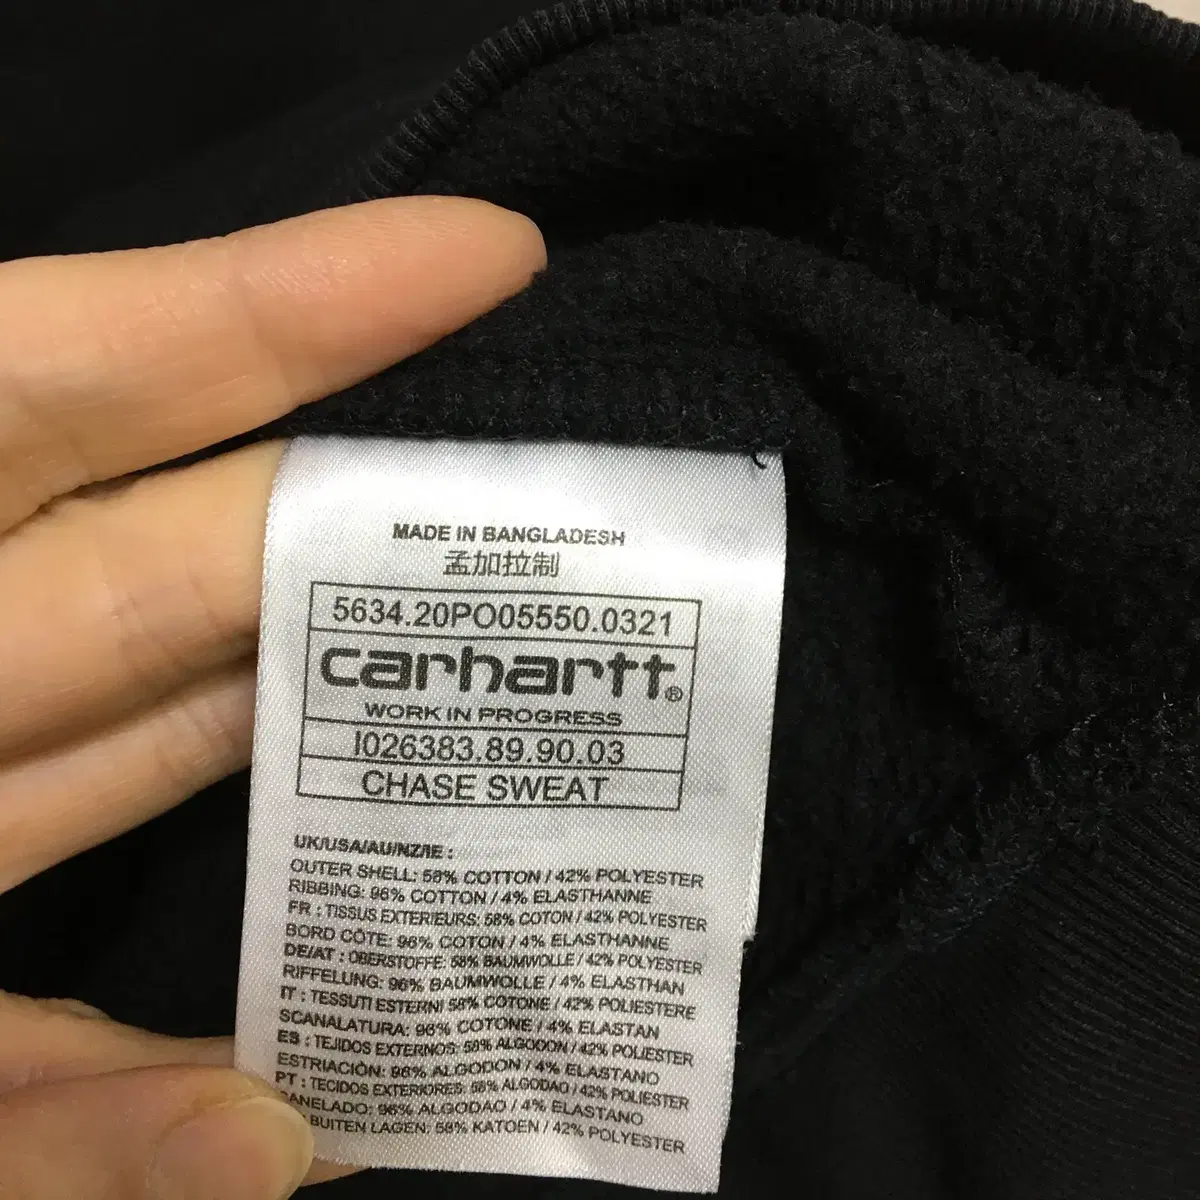 MADE IN BANGLADESH
孟加拉制
5634.20PO05550.0321
carhartt®
WORK IN PROGRESS
I026383.89.90.03
CHASE SWEAT
UK/USA/AU/NZ/IE :
OUTER SHELL: 58% COTTON / 42% POLYESTER
RIBBING: 96% COTTON / 4% ELASTHANNE
FR : TISSUS EXTERIEURS: 58% COTON / 42% POLYESTER
BORD CÔTE: 96% COTON / 4% ELASTHANNE
DE/AT : OBERSTOFFE: 58% BAUMWOLLE / 42% POLYESTER
RIFFELUNG: 96% BAUMWOLLE / 4% ELASTHAN
IT : TESSUTI ESTERNI 58% COTONE / 42% POLIESTERE
SCANALATURA: 96% COTONE / 4% ELASTAN
ES : TEJIDOS EXTERNOS: 58% ALGODON / 42% POLIESTER
ESTRIACIÓN: 96% ALGODON / 4% ELASTANO
PT : TECIDOS EXTERIORES: 58% ALGODAO / 42% POLIESTER
CANELADO: 96% ALGODAO / 4% ELASTANO
BUITEN LAGEN: 58% KATOEN / 42% POLYESTER